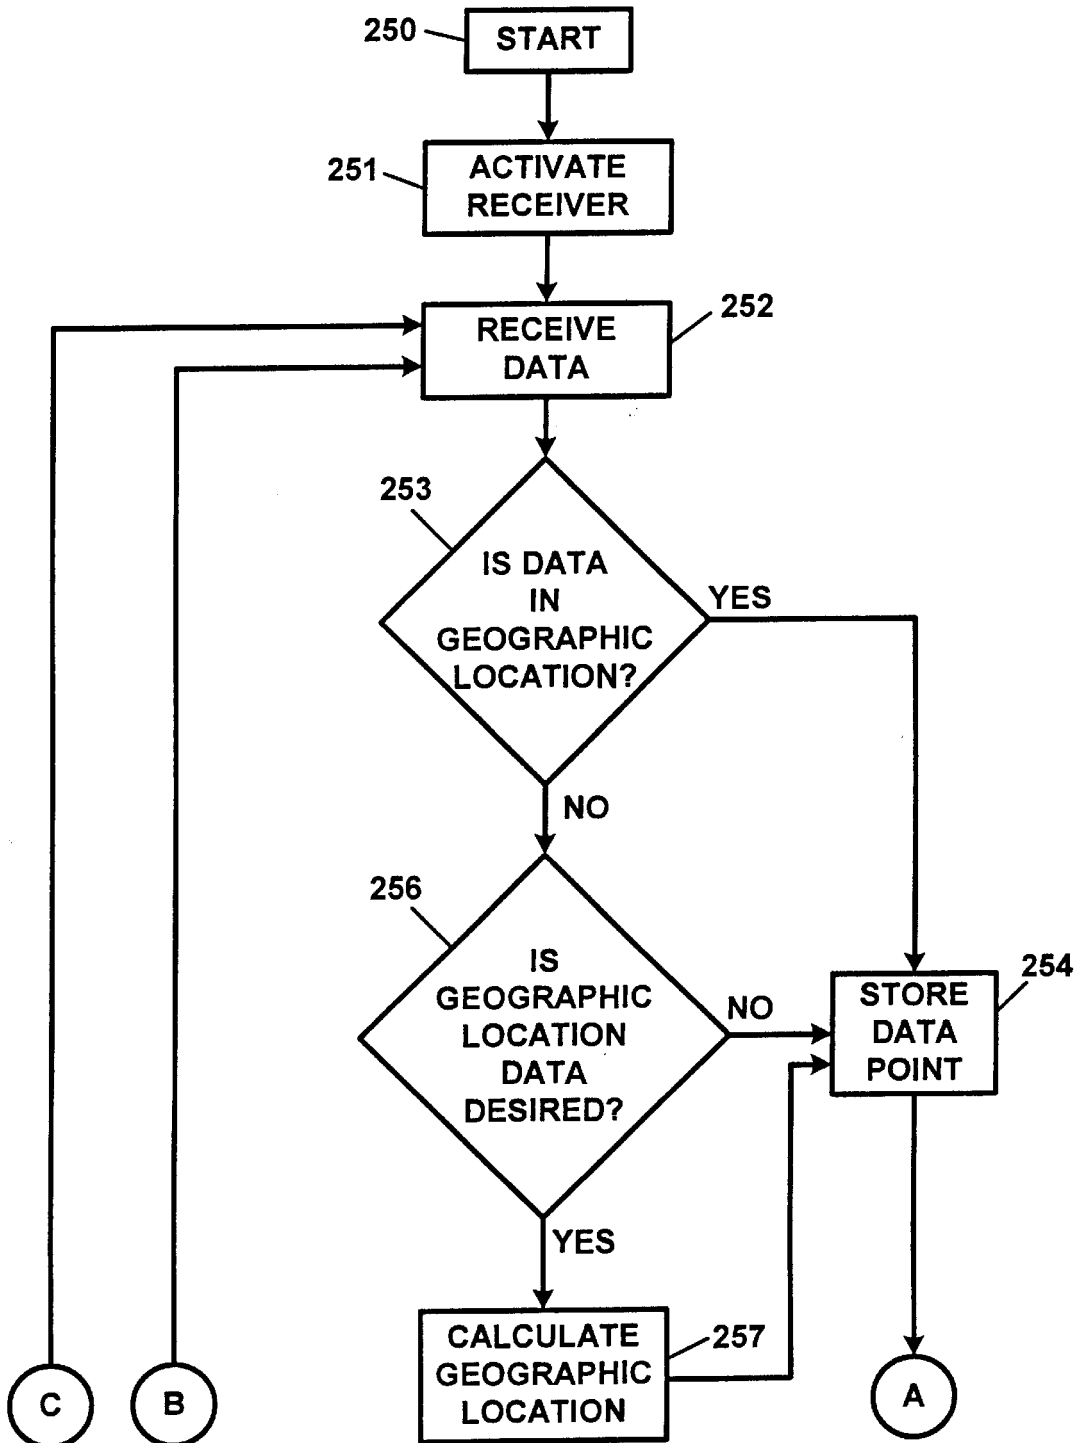 250
START
251
ACTIVATE
RECEIVER
252
RECEIVE
DATA
253
IS DATA
IN
GEOGRAPHIC
LOCATION?
YES
NO
256
IS
GEOGRAPHIC
LOCATION
DATA
DESIRED?
NO
254
STORE
DATA
POINT
YES
CALCULATE
GEOGRAPHIC
LOCATION
257
C
B
A